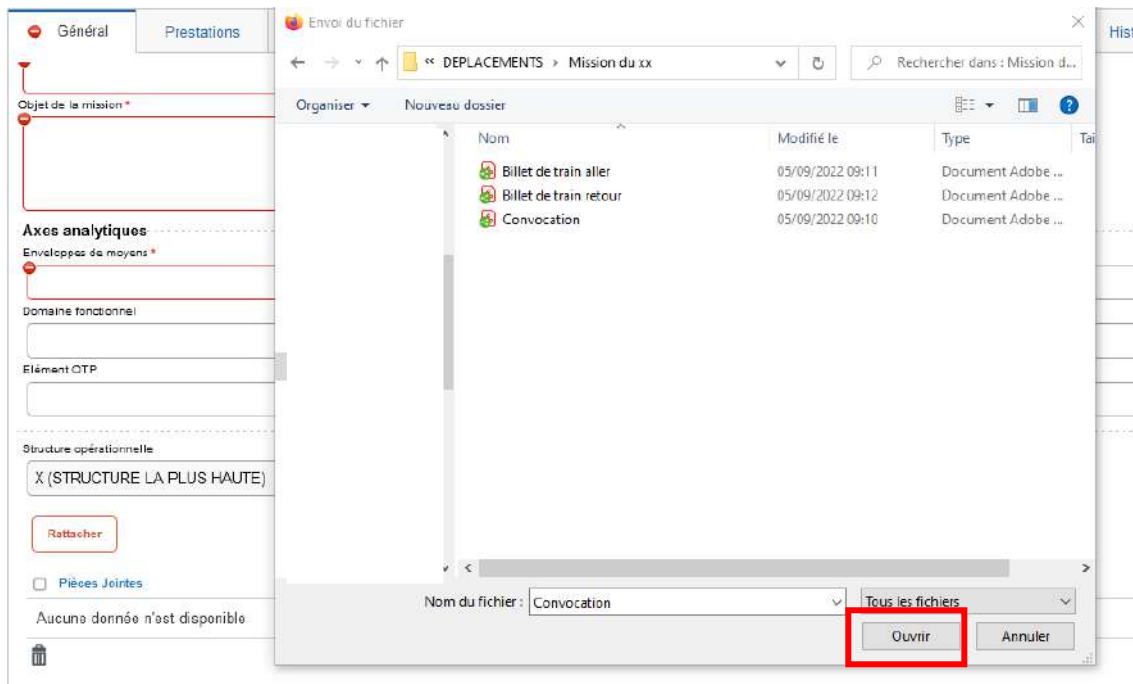 Général
Prestations
Objet de la mission *
Axes analytiques
Enveloppes de moyens *
Domaine fonctionnel
Elément OTP
Structure opérationnelle
X (STRUCTURE LA PLUS HAUTE)
Rattacher
Pièces Jointes
Aucune donnée n'est disponible
Envoi du fichier
« DEPLACEMENTS › Mission du xx
Rechercher dans : Mission d...
Organiser
Nouveau dossier
Nom Modifié le Type Tai
Billet de train aller 05/09/2022 09:11 Document Adobe ...
Billet de train retour 05/09/2022 09:12 Document Adobe ...
Convocation 05/09/2022 09:10 Document Adobe ...
Nom du fichier : Convocation Tous les fichiers
Ouvrir Annuler
Hist